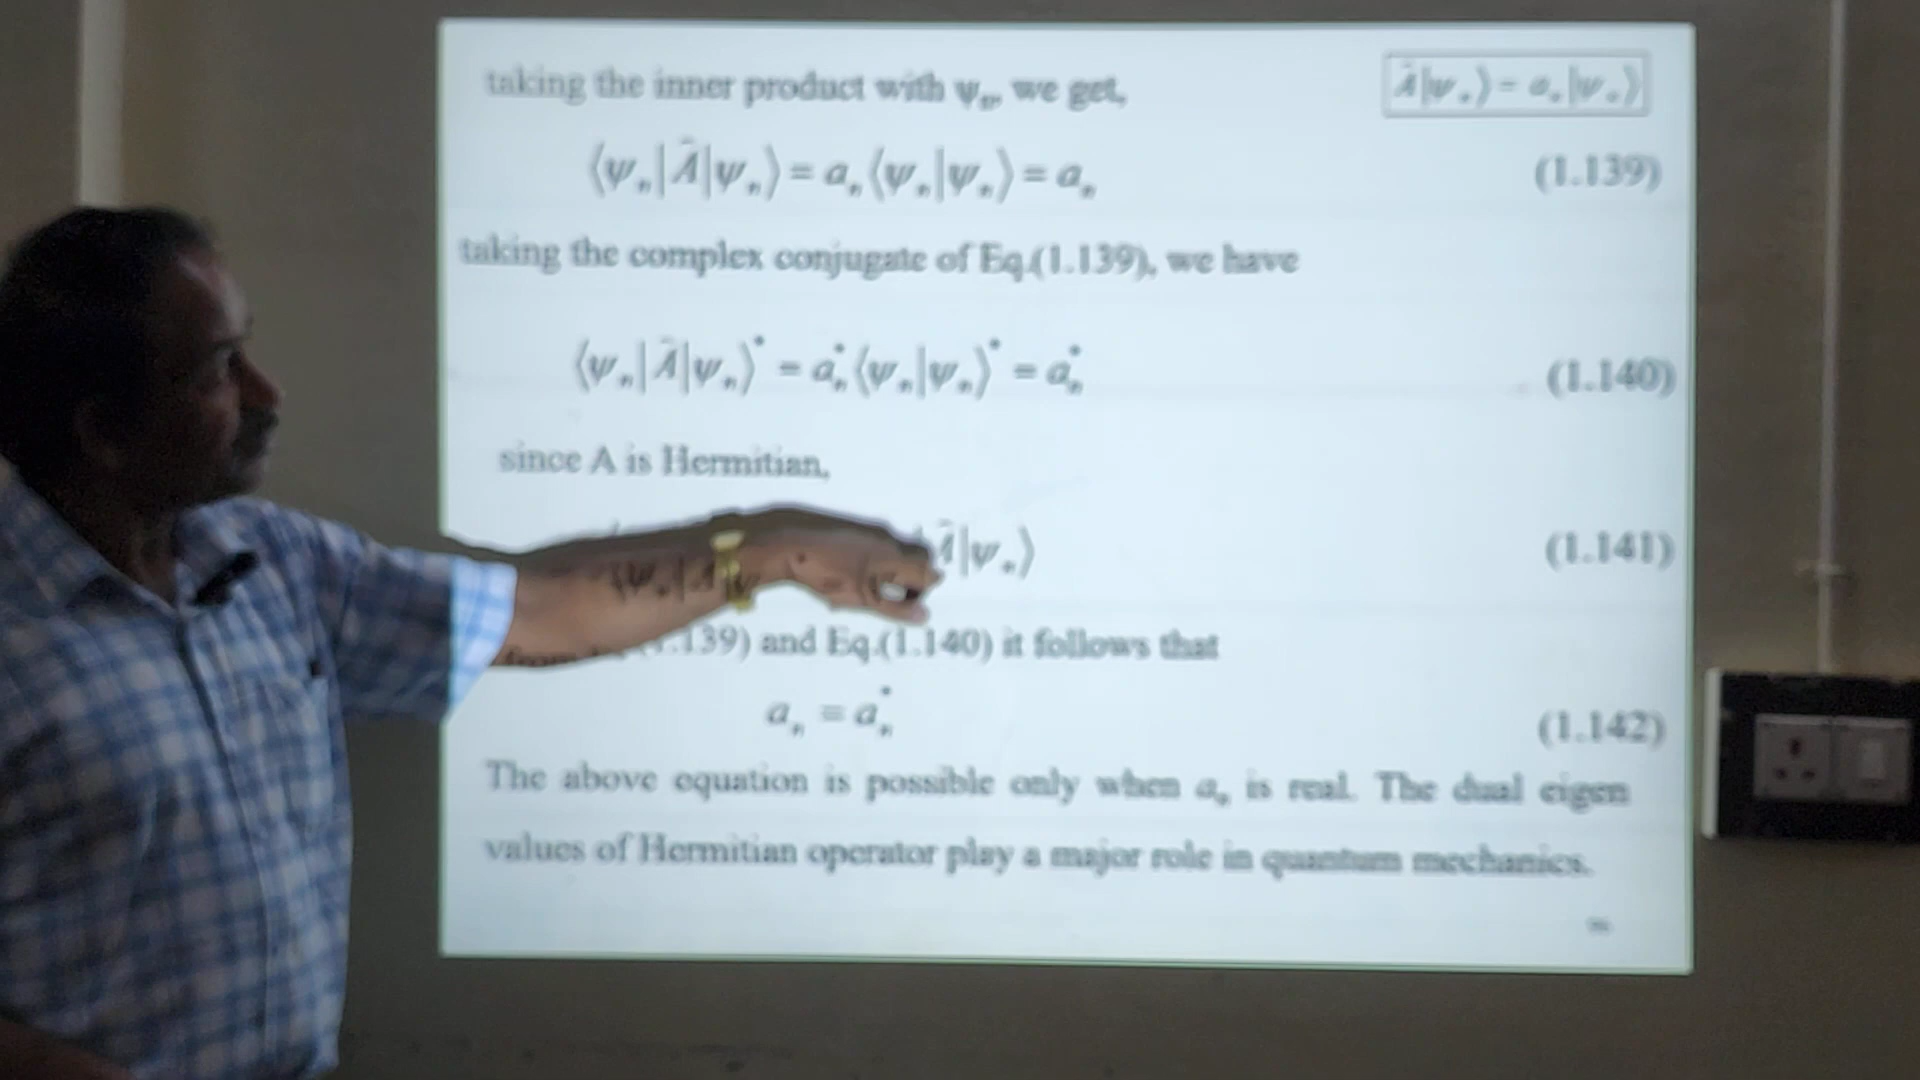 taking the inner product with ψₙ, we get,
Â|ψₙ⟩ = aₙ|ψₙ⟩
⟨ψₙ|Â|ψₙ⟩ = aₙ⟨ψₙ|ψₙ⟩ = aₙ (1.139)
taking the complex conjugate of Eq.(1.139), we have
⟨ψₙ|Â|ψₙ⟩* = aₙ*⟨ψₙ|ψₙ⟩* = aₙ* (1.140)
since A is Hermitian,
⟨ψₙ|Â|ψ Â|ψₙ⟩ (1.141)
.139) and Eq.(1.140) it follows that
aₙ = aₙ* (1.142)
The above equation is possible only when aₙ is real. The dual eigen
values of Hermitian operator play a major role in quantum mechanics.